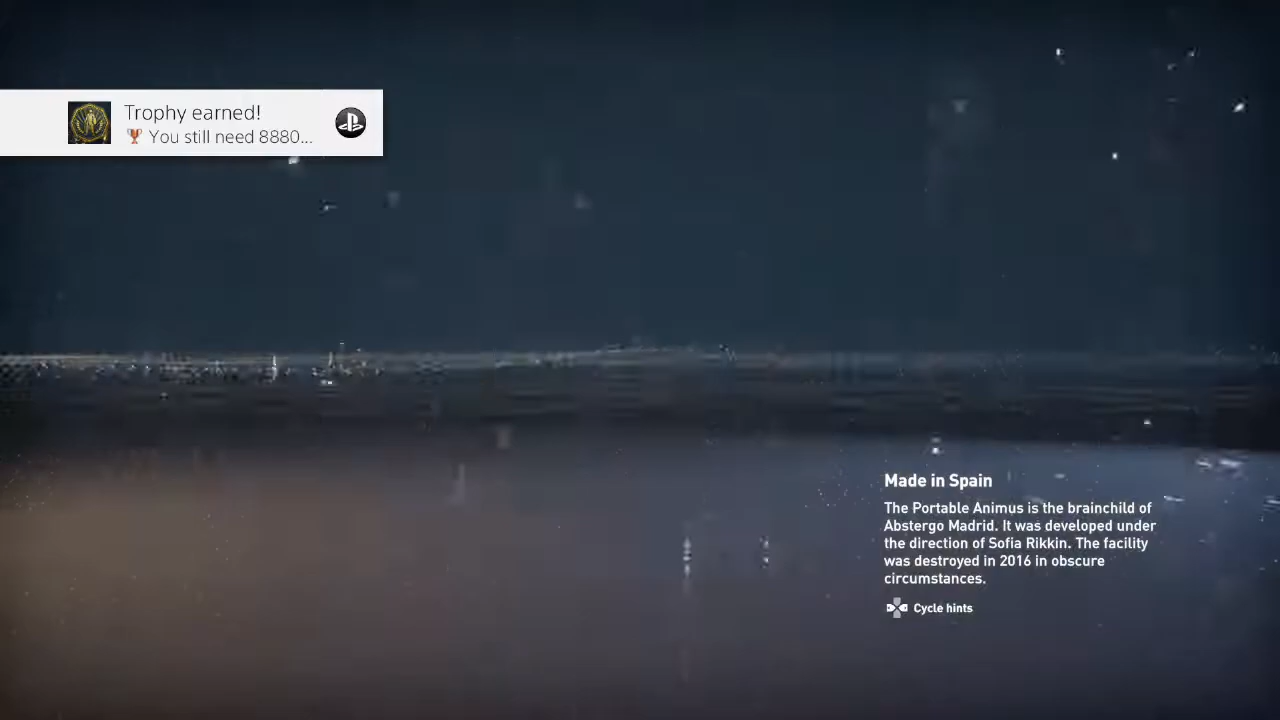 Trophy earned!
You still need 8880...
Made in Spain
The Portable Animus is the brainchild of
Abstergo Madrid. It was developed under
the direction of Sofia Rikkin. The facility
was destroyed in 2016 in obscure
circumstances.
Cycle hints